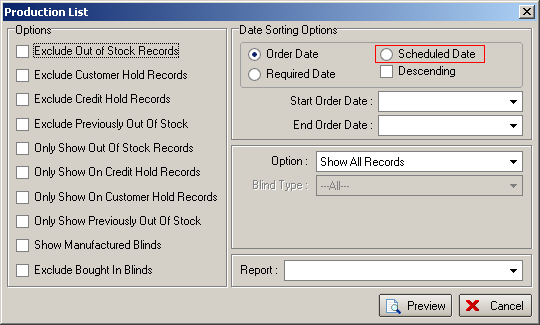 Production List
Options
Exclude Out of Stock Records
Exclude Customer Hold Records
Exclude Credit Hold Records
Exclude Previously Out Of Stock
Only Show Out Of Stock Records
Only Show On Credit Hold Records
Only Show On Customer Hold Records
Only Show Previously Out Of Stock
Show Manufactured Blinds
Exclude Bought In Blinds
Date Sorting Options
Order Date
Scheduled Date
Required Date
Descending
Start Order Date :
End Order Date :
Option : Show All Records
Blind Type : ---All---
Report :
Preview
Cancel